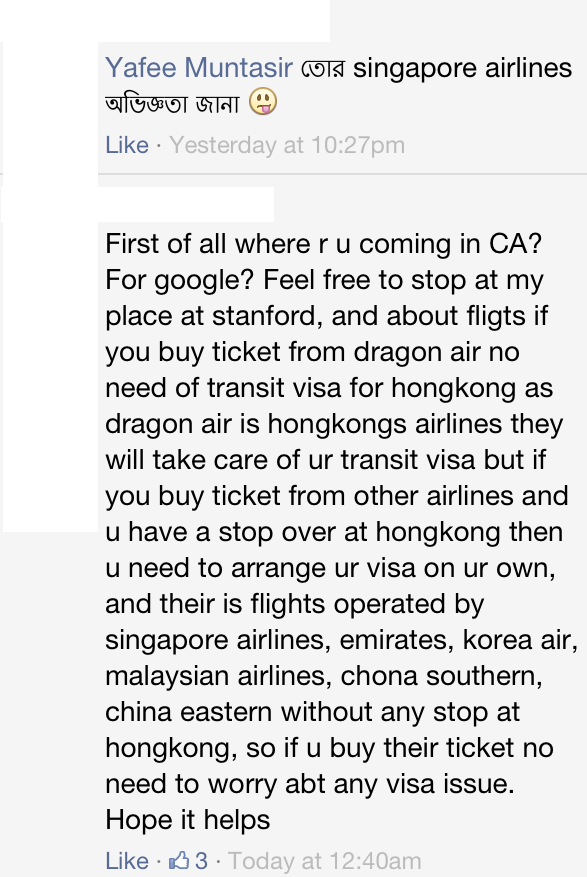 Yafee Muntasir তোর singapore airlines
অভিজ্ঞতা জানা
Like · Yesterday at 10:27pm
First of all where r u coming in CA?
For google? Feel free to stop at my
place at stanford, and about fligts if
you buy ticket from dragon air no
need of transit visa for hongkong as
dragon air is hongkongs airlines they
will take care of ur transit visa but if
you buy ticket from other airlines and
u have a stop over at hongkong then
u need to arrange ur visa on ur own,
and their is flights operated by
singapore airlines, emirates, korea air,
malaysian airlines, chona southern,
china eastern without any stop at
hongkong, so if u buy their ticket no
need to worry abt any visa issue.
Hope it helps
Like · 3 · Today at 12:40am